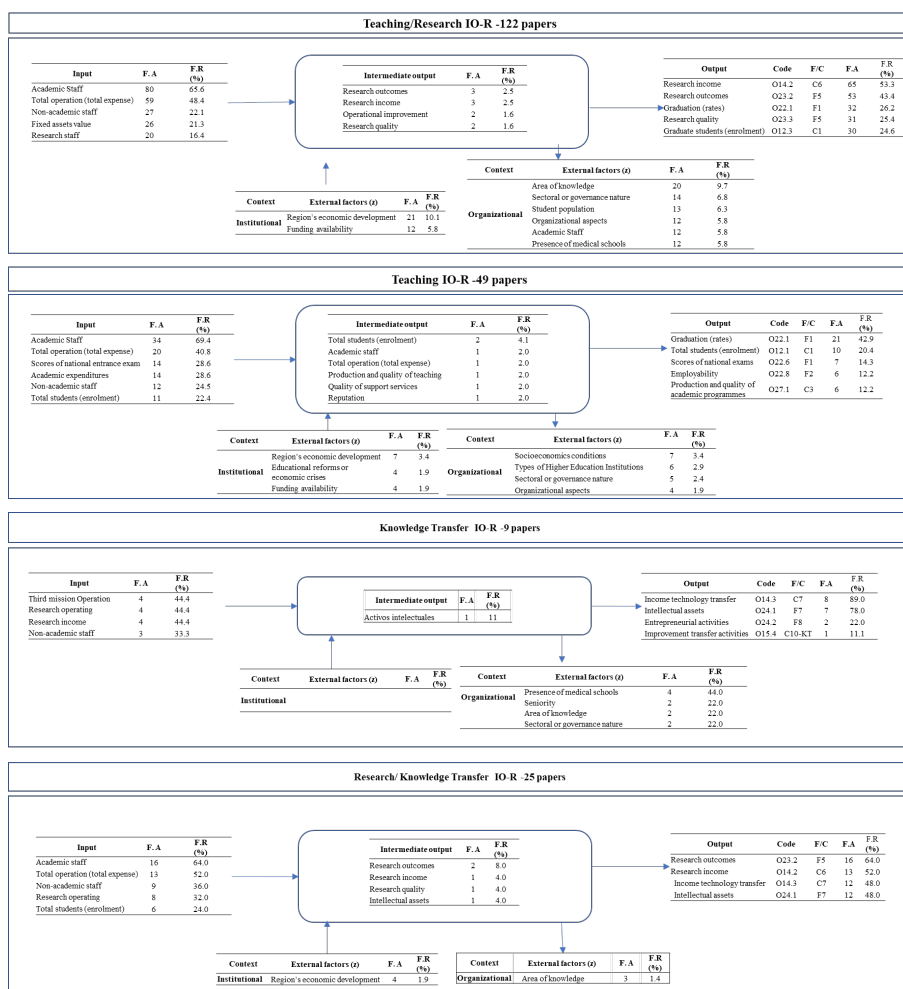 Teaching/Research IO-R -122 papers
Input F. A F.R (%)
Academic Staff 80 65.6
Total operation (total expense) 59 48.4
Non-academic staff 27 22.1
Fixed assets value 26 21.3
Research staff 20 16.4
Intermediate output F. A F.R (%)
Research outcomes 3 2.5
Research income 3 2.5
Operational improvement 2 1.6
Research quality 2 1.6
Output Code F/C F.A F.R (%)
Research income O14.2 C6 65 53.3
Research outcomes O23.2 F5 53 43.4
Graduation (rates) O22.1 F1 32 26.2
Research quality O23.3 F5 31 25.4
Graduate students (enrolment) O12.3 C1 30 24.6
Context External factors (z) F. A F.R (%)
Institutional Region's economic development 21 10.1
Funding availability 12 5.8
Context External factors (z) F. A F.R (%)
Organizational
Area of knowledge 20 9.7
Sectoral or governance nature 14 6.8
Student population 13 6.3
Organizational aspects 12 5.8
Academic Staff 12 5.8
Presence of medical schools 12 5.8
Teaching IO-R -49 papers
Input F. A F.R (%)
Academic Staff 34 69.4
Total operation (total expense) 20 40.8
Scores of national entrance exam 14 28.6
Academic expenditures 14 28.6
Non-academic staff 12 24.5
Total students (enrolment) 11 22.4
Intermediate output F. A F.R (%)
Total students (enrolment) 2 4.1
Academic staff 1 2.0
Total operation (total expense) 1 2.0
Production and quality of teaching 1 2.0
Quality of support services 1 2.0
Reputation 1 2.0
Output Code F/C F.A F.R (%)
Graduation (rates) O22.1 F1 21 42.9
Total students (enrolment) O12.1 C1 10 20.4
Scores of national exams O22.6 F1 7 14.3
Employability O22.8 F2 6 12.2
Production and quality of
academic programmes O27.1 C3 6 12.2
Context External factors (z) F. A F.R (%)
Institutional
Region's economic development 7 3.4
Educational reforms or
economic crises 4 1.9
Funding availability 4 1.9
Context External factors (z) F. A F.R (%)
Organizational
Socioeconomics conditions 7 3.4
Types of Higher Education Institutions 6 2.9
Sectoral or governance nature 5 2.4
Organizational aspects 4 1.9
Knowledge Transfer IO-R -9 papers
Input F. A F.R (%)
Third mission Operation 4 44.4
Research operating 4 44.4
Research income 4 44.4
Non-academic staff 3 33.3
Intermediate output F. A F.R (%)
Activos intelectuales 1 11
Output Code F/C F.A F.R (%)
Income technology transfer O14.3 C7 8 89.0
Intellectual assets O24.1 F7 7 78.0
Entrepreneurial activities O24.2 F8 2 22.0
Improvement transfer activities O15.4 C10-KT 1 11.1
Context External factors (z) F. A F.R (%)
Institutional
Context External factors (z) F. A F.R (%)
Organizational
Presence of medical schools 4 44.0
Seniority 2 22.0
Area of knowledge 2 22.0
Sectoral or governance nature 2 22.0
Research/ Knowledge Transfer IO-R -25 papers
Input F. A F.R (%)
Academic staff 16 64.0
Total operation (total expense) 13 52.0
Non-academic staff 9 36.0
Research operating 8 32.0
Total students (enrolment) 6 24.0
Intermediate output F. A F.R (%)
Research outcomes 2 8.0
Research income 1 4.0
Research quality 1 4.0
Intellectual assets 1 4.0
Output Code F/C F.A F.R (%)
Research outcomes O23.2 F5 16 64.0
Research income O14.2 C6 13 52.0
Income technology transfer O14.3 C7 12 48.0
Intellectual assets O24.1 F7 12 48.0
Context External factors (z) F. A F.R (%)
Institutional Region's economic development 4 1.9
Context External factors (z) F. A F.R (%)
Organizational Area of knowledge 3 1.4